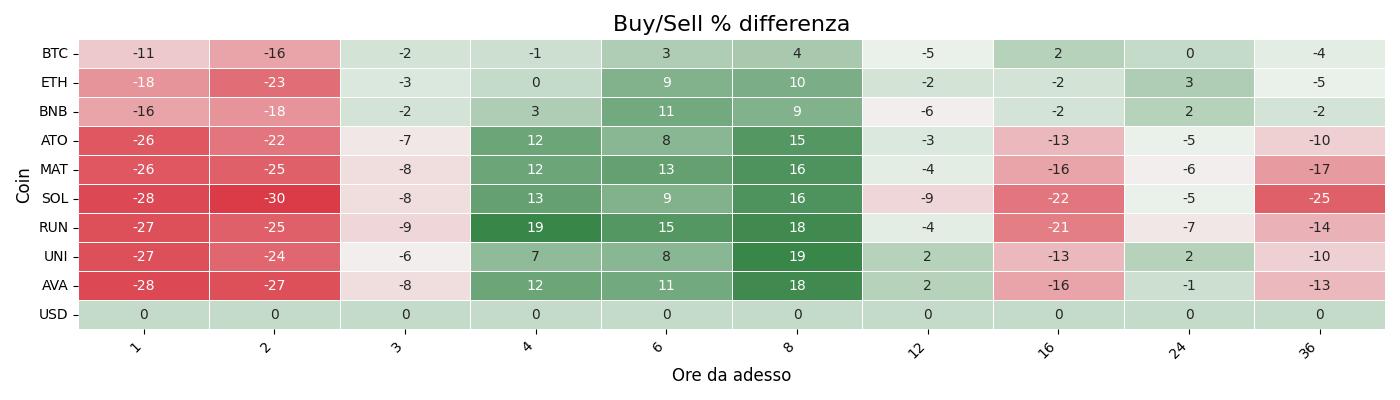 Buy/Sell % differenza
Coin
BTC -11 -16 -2 -1 3 4 -5 2 0 -4
ETH -18 -23 -3 0 9 10 -2 -2 3 -5
BNB -16 -18 -2 3 11 9 -6 -2 2 -2
ATO -26 -22 -7 12 8 15 -3 -13 -5 -10
MAT -26 -25 -8 12 13 16 -4 -16 -6 -17
SOL -28 -30 -8 13 9 16 -9 -22 -5 -25
RUN -27 -25 -9 19 15 18 -4 -21 -7 -14
UNI -27 -24 -6 7 8 19 2 -13 2 -10
AVA -28 -27 -8 12 11 18 2 -16 -1 -13
USD 0 0 0 0 0 0 0 0 0 0
1 2 3 4 6 8 12 16 24 36
Ore da adesso